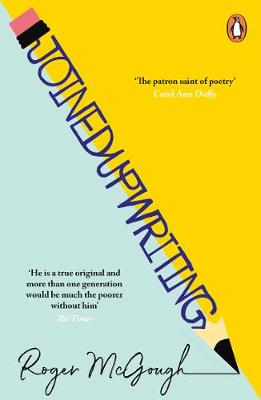 JOINEDUPWRITING
'The patron saint of poetry'
Carol Ann Duffy
'He is a true original and
more than one generation
would be much the poorer
without him'
The Times
Roger McGough